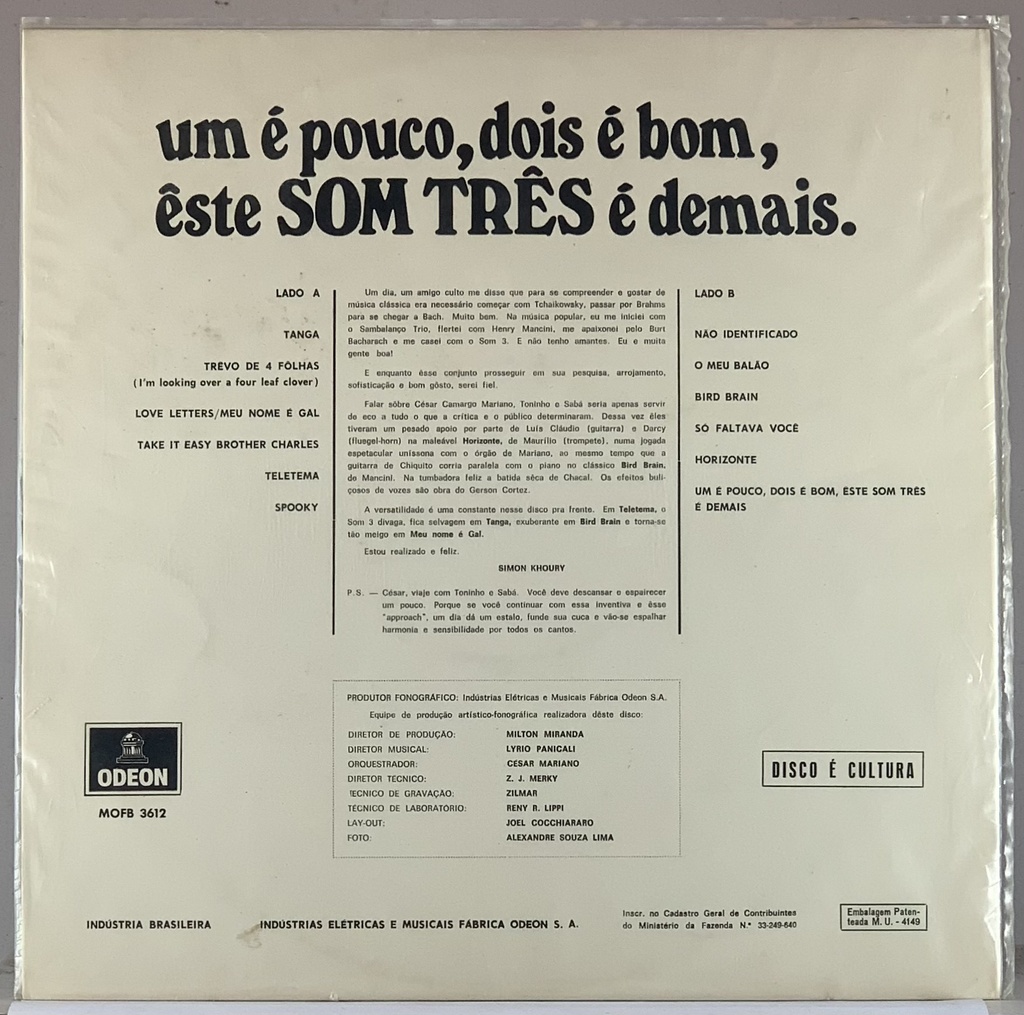 um é pouco, dois é bom,
êste SOM TRÊS é demais.
LADO A
TANGA
TRÊVO DE 4 FÔLHAS
(I'm looking over a four leaf clover)
LOVE LETTERS/MEU NOME É GAL
TAKE IT EASY BROTHER CHARLES
TELETEMA
SPOOKY
Um dia, um amigo culto me disse que para se compreender e gostar de
música clássica era necessário começar com Tchaikowsky, passar por Brahms
para se chegar a Bach. Muito bem. Na música popular, eu me iniciei com
o Sambalanço Trio, flertei com Henry Mancini, me apaixonei pelo Burt
Bacharach e me casei com o Som 3. E não tenho amantes. Eu e muita
gente boa!
E enquanto êsse conjunto prosseguir em sua pesquisa, arrojamento,
sofisticação e bom gôsto, serei fiel.
Falar sôbre César Camargo Mariano, Toninho e Sabá seria apenas servir
de eco a tudo o que a crítica e o público determinaram. Dessa vez êles
tiveram um pesado apoio por parte de Luís Cláudio (guitarra) e Darcy
(fluegel-horn) na maleável Horizonte, de Maurílio (trompete), numa jogada
espetacular uníssona com o órgão de Mariano, ao mesmo tempo que a
guitarra de Chiquito corria paralela com o piano no clássico Bird Brain,
de Mancini. Na tumbadora feliz a batida sêca de Chacal. Os efeitos buli-
çosos de vozes são obra do Gerson Cortez.
A versatilidade é uma constante nesse disco pra frente. Em Teletema, o
Som 3 divaga, fica selvagem em Tanga, exuberante em Bird Brain e torna-se
tão meigo em Meu nome é Gal.
Estou realizado e feliz.
SIMON KHOURY
P.S. — César, viaje com Toninho e Sabá. Você deve descansar e espairecer
um pouco. Porque se você continuar com essa inventiva e êsse
"approach", um dia dá um estalo, funde sua cuca e vão-se espalhar
harmonia e sensibilidade por todos os cantos.
LADO B
NÃO IDENTIFICADO
O MEU BALÃO
BIRD BRAIN
SÓ FALTAVA VOCÊ
HORIZONTE
UM É POUCO, DOIS É BOM, ÊSTE SOM TRÊS
É DEMAIS
PRODUTOR FONOGRÁFICO: Indústrias Elétricas e Musicais Fábrica Odeon S.A.
Equipe de produção artístico-fonográfica realizadora dêste disco:
DIRETOR DE PRODUÇÃO: MILTON MIRANDA
DIRETOR MUSICAL: LYRIO PANICALI
ORQUESTRADOR: CÉSAR MARIANO
DIRETOR TÉCNICO: Z. J. MERKY
TÉCNICO DE GRAVAÇÃO: ZILMAR
TÉCNICO DE LABORATÓRIO: RENY R. LIPPI
LAY-OUT: JOEL COCCHIARARO
FOTO: ALEXANDRE SOUZA LIMA
ODEON
MOFB 3612
DISCO É CULTURA
INDÚSTRIA BRASILEIRA
INDÚSTRIAS ELÉTRICAS E MUSICAIS FÁBRICA ODEON S. A.
Inscr. no Cadastro Geral de Contribuintes
do Ministério da Fazenda N.º 33-249-640
Embalagem Paten-
teada M. U. - 4149